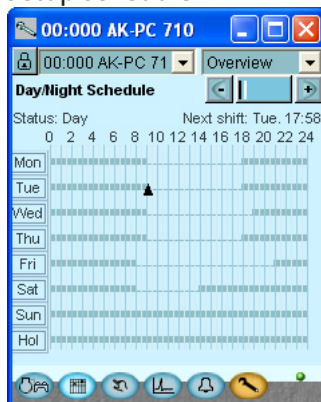 00:000 AK-PC 710
00:000 AK-PC 71 Overview
Day/Night Schedule
Status: Day Next shift: Tue. 17:58
0 2 4 6 8 10 12 14 16 18 20 22 24
Mon
Tue
Wed
Thu
Fri
Sat
Sun
Hol